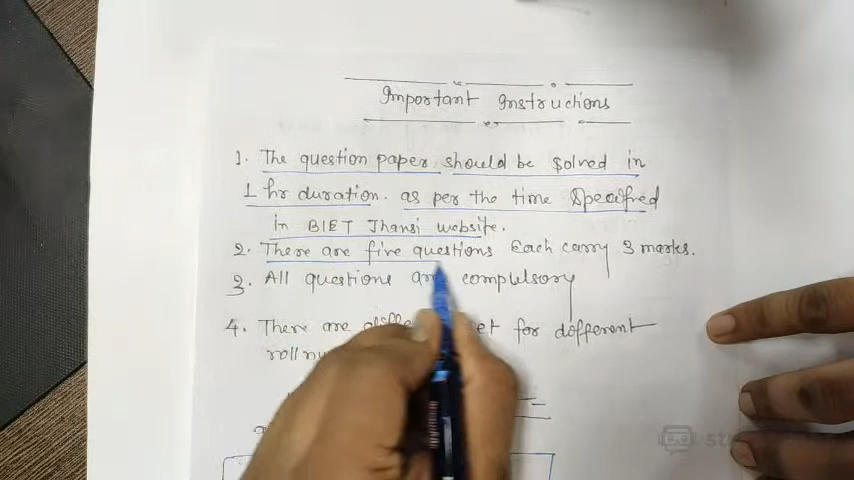 Important Instructions
1. The question paper should be solved in
1 hr duration. as per the time specified
in BIET Jhansi website.
2. There are five questions Each carry 3 marks.
3. All questions are compulsory
4. There are for different
roll